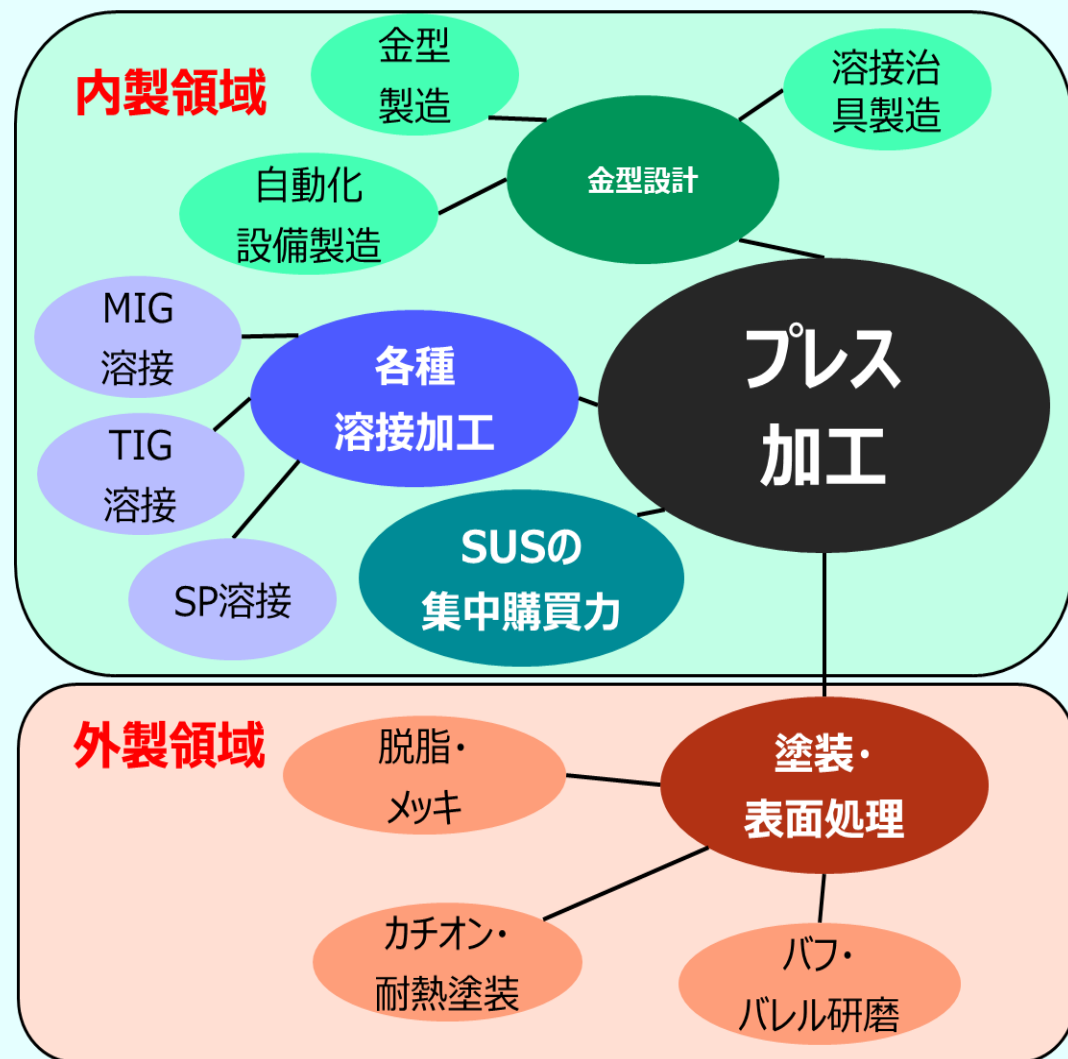 内製領域
金型
製造
溶接治
具製造
金型設計
自動化
設備製造
MIG
溶接
各種
溶接加工
プレス
加工
TIG
溶接
SUSの
集中購買力
SP溶接
外製領域
脱脂・
メッキ
塗装・
表面処理
カチオン・
耐熱塗装
バフ・
バレル研磨